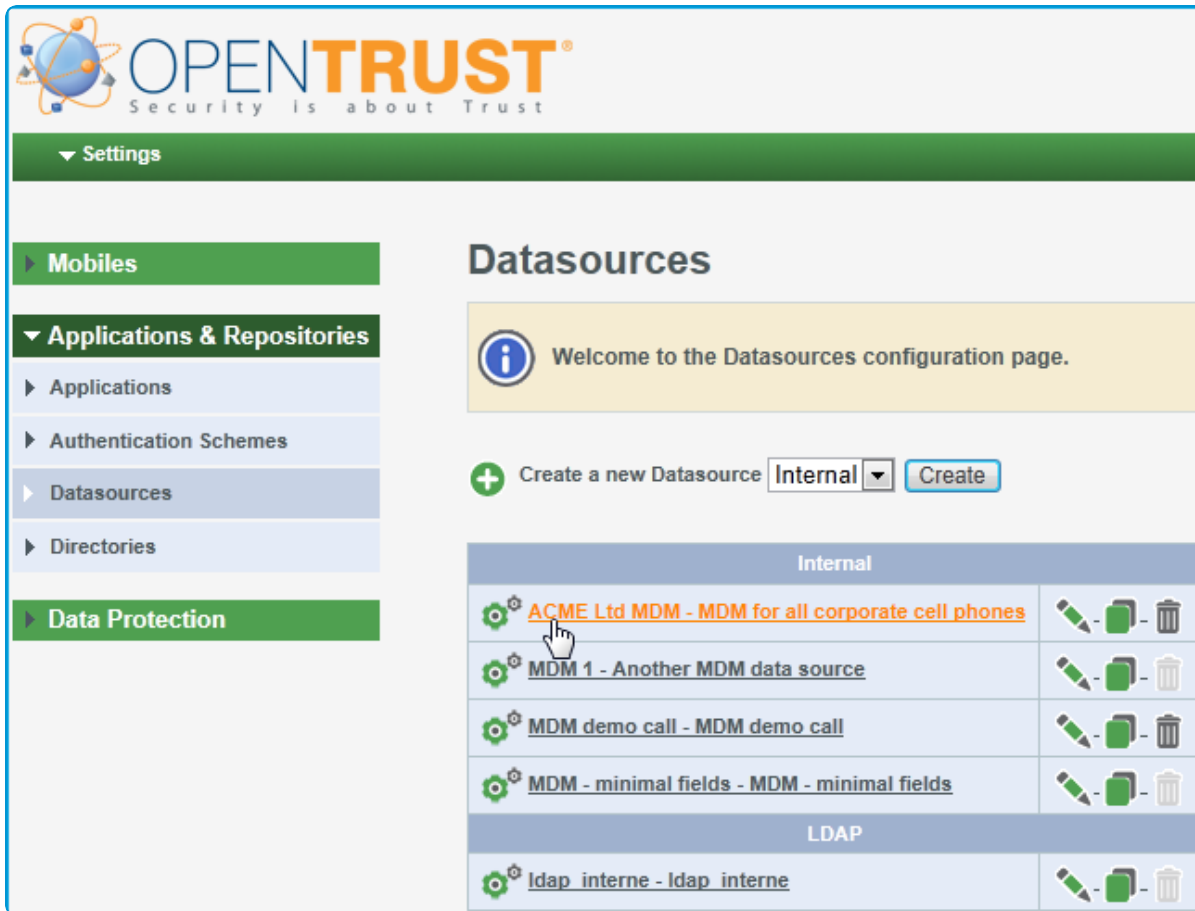 OPENTRUST®
Security is about Trust
Settings
Mobiles
Applications & Repositories
Applications
Authentication Schemes
Datasources
Directories
Data Protection
Datasources
Welcome to the Datasources configuration page.
Create a new Datasource Internal Create
Internal
ACME Ltd MDM - MDM for all corporate cell phones
MDM 1 - Another MDM data source
MDM demo call - MDM demo call
MDM - minimal fields - MDM - minimal fields
LDAP
ldap_interne - ldap_interne